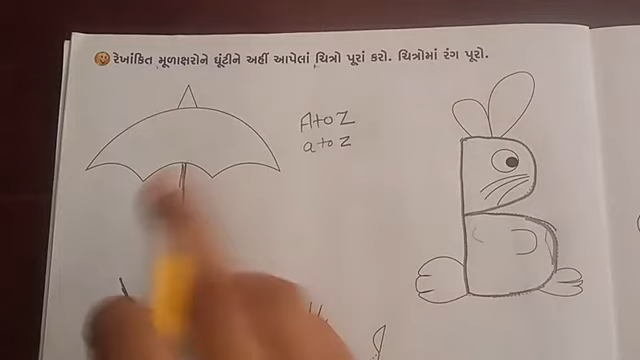 રેખાંકિત મૂળાક્ષરોને ઘૂંટીને અહીં આપેલાં ચિત્રો પૂરાં કરો. ચિત્રોમાં રંગ પૂરો.
A to Z
a to z
B